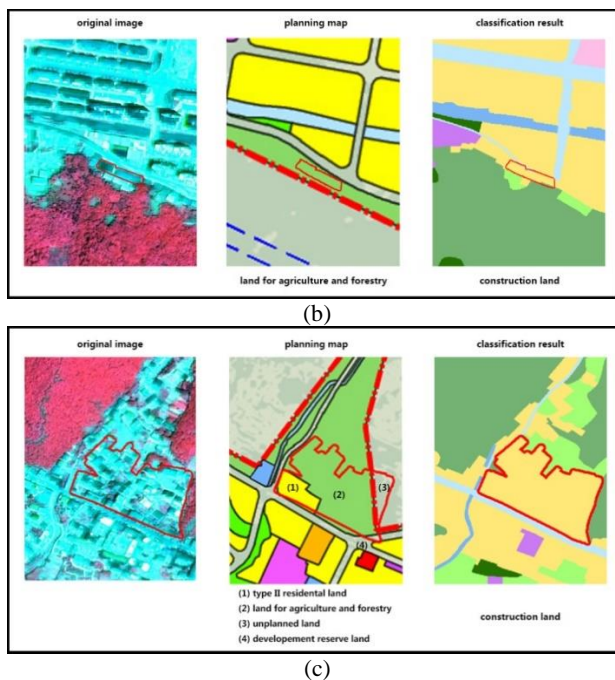 original image planning map classification result
land for agriculture and forestry construction land
(b)
original image planning map classification result
(1)
(2)
(3)
(4)
(1) type II residental land
(2) land for agriculture and forestry
(3) unplanned land
(4) developement reserve land
construction land
(c)